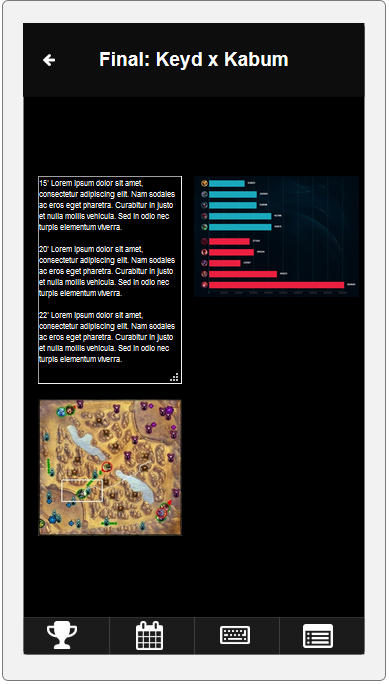 Final: Keyd x Kabum
15' Lorem ipsum dolor sit amet,
consectetur adipiscing elit. Nam sodales
ac eros eget pharetra. Curabitur in justo
et nulla mollis vehicula. Sed in odio nec
turpis elementum viverra.
20' Lorem ipsum dolor sit amet,
consectetur adipiscing elit. Nam sodales
ac eros eget pharetra. Curabitur in justo
et nulla mollis vehicula. Sed in odio nec
turpis elementum viverra.
22' Lorem ipsum dolor sit amet,
consectetur adipiscing elit. Nam sodales
ac eros eget pharetra. Curabitur in justo
et nulla mollis vehicula. Sed in odio nec
turpis elementum viverra.